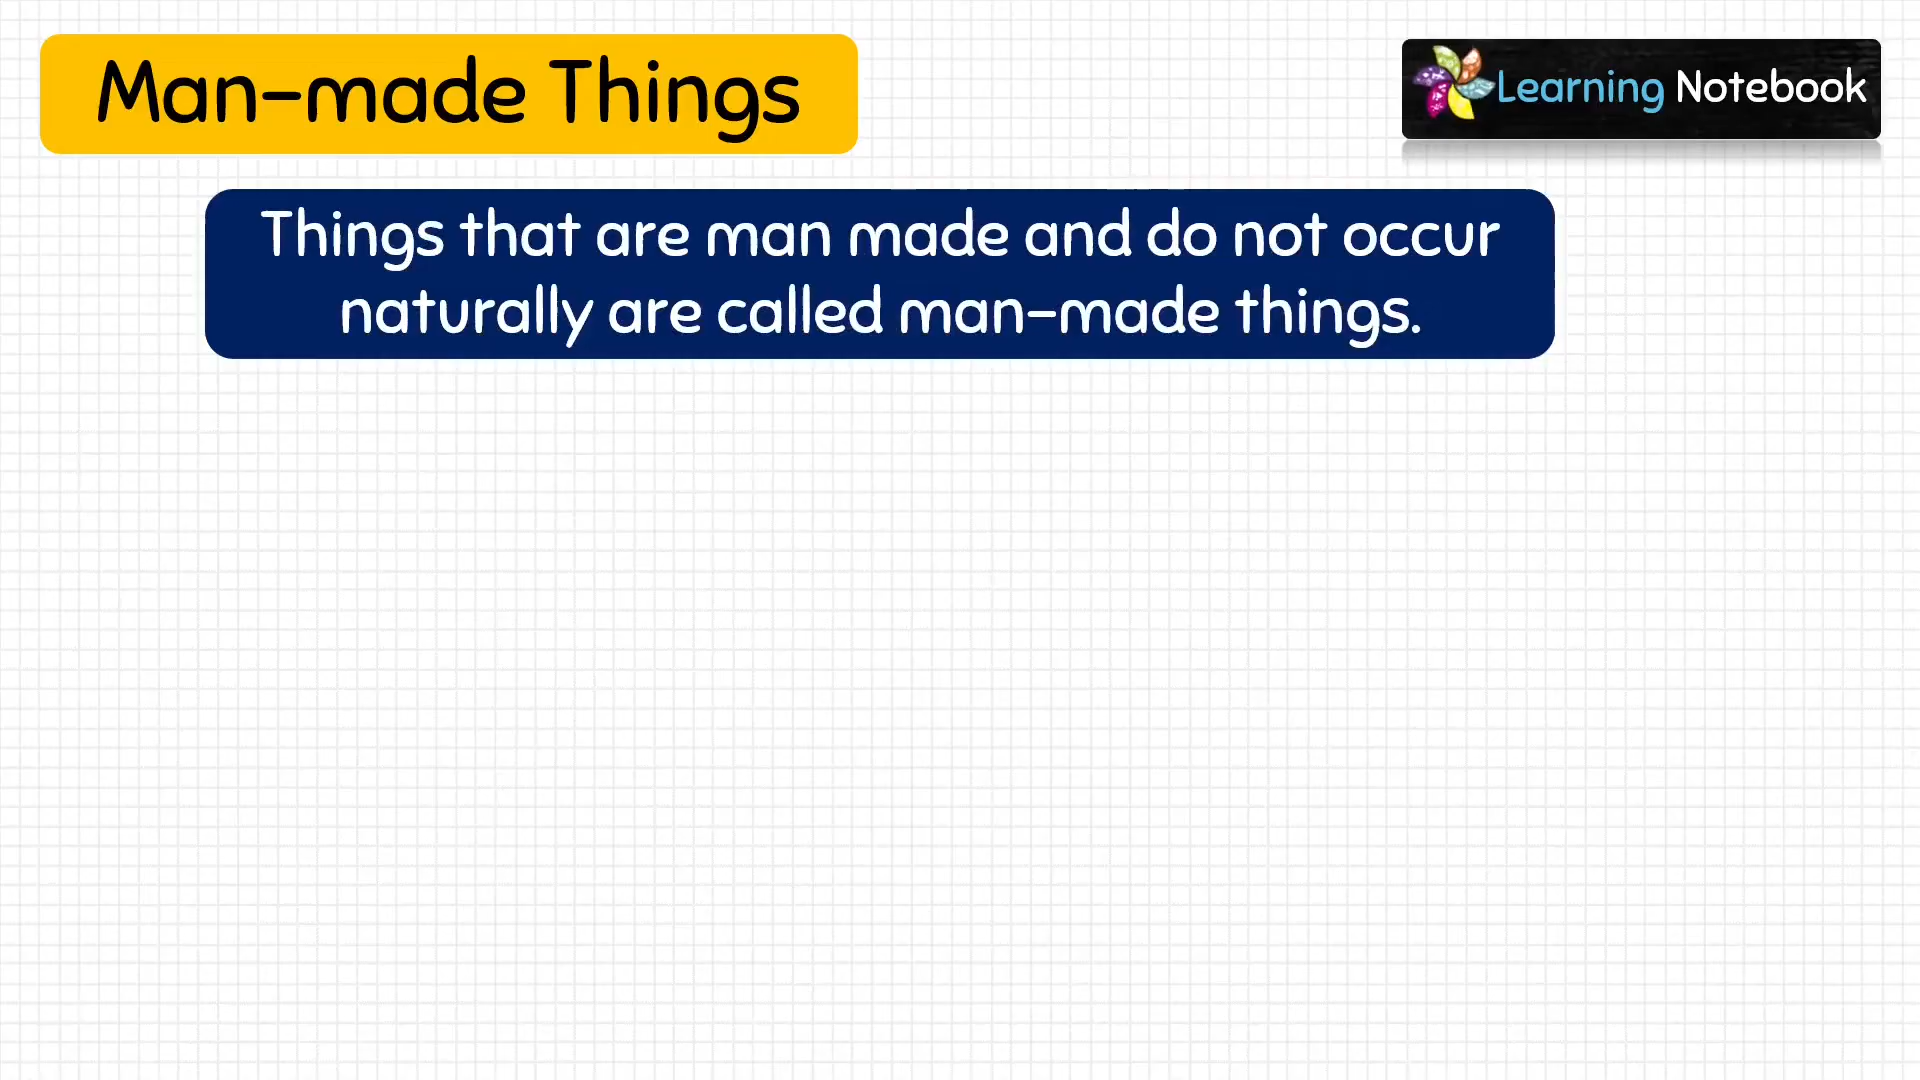 Man-made Things
Learning Notebook
Things that are man made and do not occur
naturally are called man-made things.